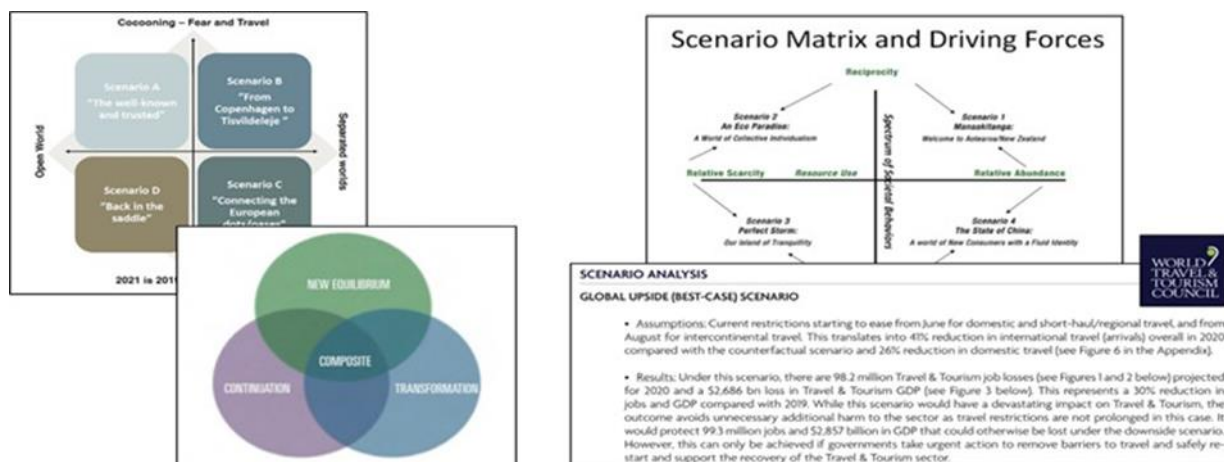 Cocooning – Fear and Travel
Scenario A
"The well-known
and trusted"
Scenario B
"From
Copenhagen to
Tisvildeleje "
Open World
Separated worlds
Scenario D
"Back in the
saddle"
Scenario C
"Connecting the
European
2021 is 2019
NEW EQUILIBRIUM
COMPOSITE
CONTINUATION
TRANSFORMATION
Scenario Matrix and Driving Forces
Reciprocity
Scenario 2
An Eco Paradise:
A World of Collective Individualism
Scenario 1
Manaakitanga:
Welcome to Aotearoa/New Zealand
Spectrum of Societal Behaviors
Relative Scarcity
Resource Use
Relative Abundance
Scenario 3
Perfect Storm:
Our Island of Tranquility
Scenario 4
The State of China:
A world of New Consumers with a Fluid Identity
WORLD
TRAVEL &
TOURISM
COUNCIL
SCENARIO ANALYSIS
GLOBAL UPSIDE (BEST-CASE) SCENARIO
• Assumptions: Current restrictions starting to ease from June for domestic and short-haul/regional travel, and from
August for intercontinental travel. This translates into 41% reduction in international travel (arrivals) overall in 2020
compared with the counterfactual scenario and 26% reduction in domestic travel (see Figure 6 in the Appendix).
• Results: Under this scenario, there are 98.2 million Travel & Tourism job losses (see Figures 1 and 2 below) projected
for 2020 and a $2,686 bn loss in Travel & Tourism GDP (see Figure 3 below). This represents a 30% reduction in
jobs and GDP compared with 2019. While this scenario would have a devastating impact on Travel & Tourism, the
outcome avoids unnecessary additional harm to the sector as travel restrictions are not prolonged in this case. It
would protect 99.3 million jobs and $2,857 billion in GDP that could otherwise be lost under the downside scenario.
However, this can only be achieved if governments take urgent action to remove barriers to travel and safely re-
start and support the recovery of the Travel & Tourism sector.